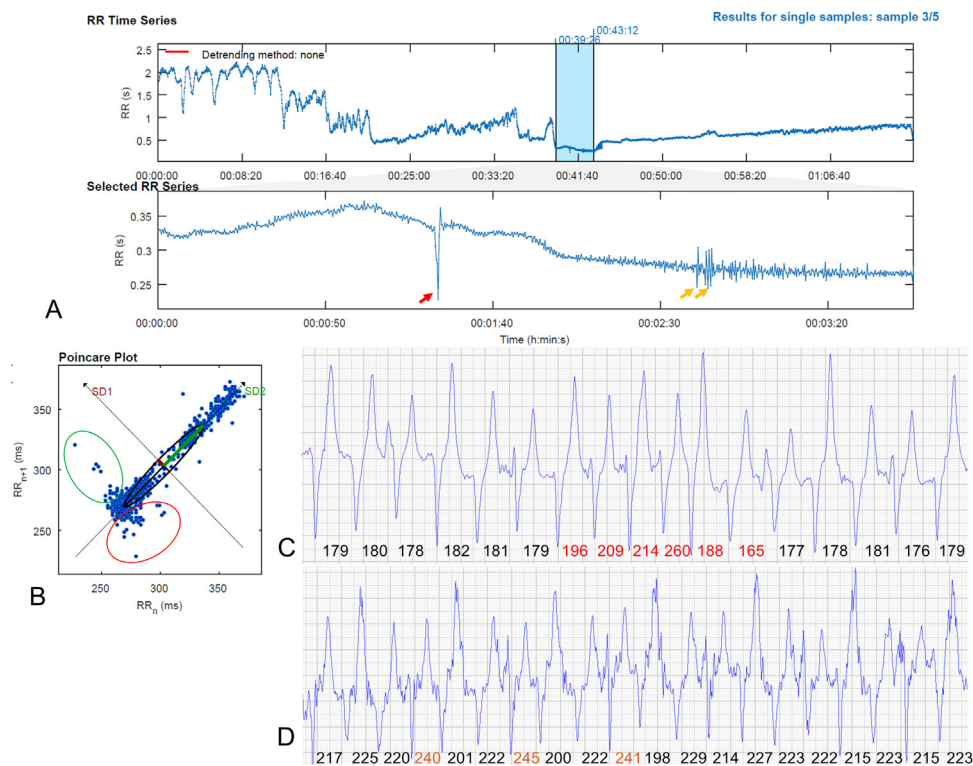 RR Time Series
Results for single samples: sample 3/5
00:39:26
00:43:12
Detrending method: none
2.5
2
1.5
1
0.5
RR (s)
00:00:00 00:08:20 00:16:40 00:25:00 00:33:20 00:41:40 00:50:00 00:58:20 01:06:40
Selected RR Series
0.35
0.3
0.25
RR (s)
A
00:00:00 00:00:50 00:01:40 00:02:30 00:03:20
Time (h:min:s)
Poincare Plot
SD1
SD2
350
300
250
RRn+1 (ms)
250 300 350
RRn (ms)
B
C
179 180 178 182 181 179 196 209 214 260 188 165 177 178 181 176 179
D
217 225 220 240 201 222 245 200 222 241 198 229 214 227 223 222 215 223 215 223